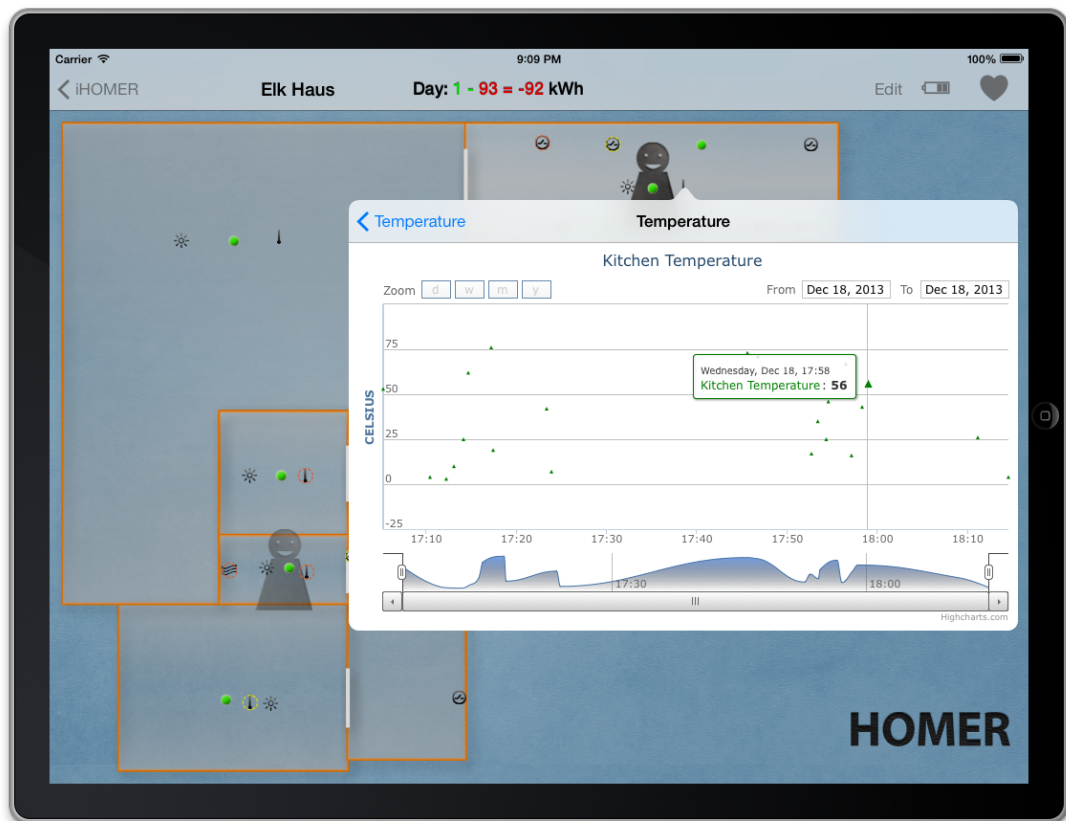 Carrier 9:09 PM 100%
iHOMER Elk Haus Day: 1 - 93 = -92 kWh Edit
Temperature Temperature
Kitchen Temperature
Zoom d w m y From Dec 18, 2013 To Dec 18, 2013
75
Wednesday, Dec 18, 17:58
Kitchen Temperature: 56
50
CELSIUS
25
0
-25
17:10 17:20 17:30 17:40 17:50 18:00 18:10
17:30 18:00
Highcharts.com
HOMER